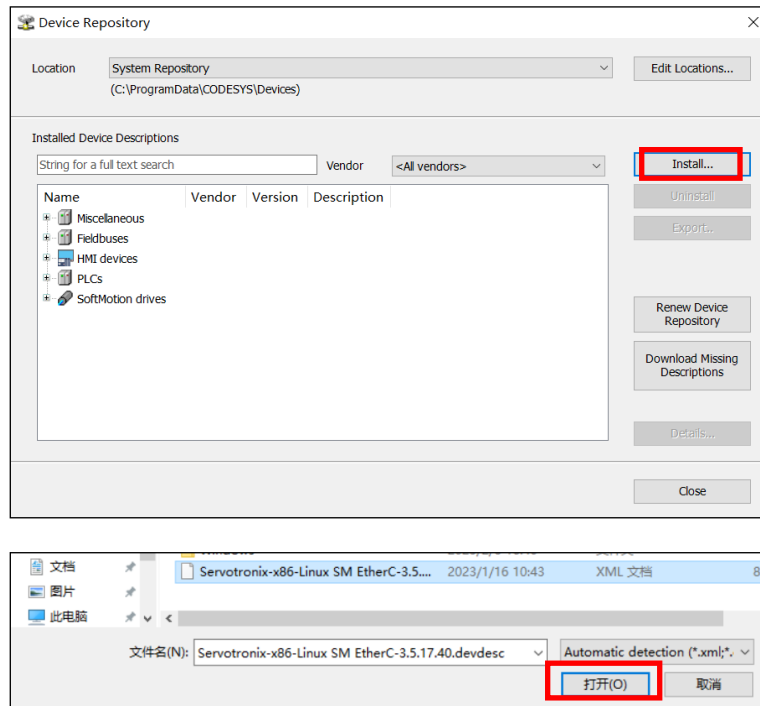 Device Repository
Location System Repository Edit Locations...
(C:\ProgramData\CODESYS\Devices)
Installed Device Descriptions
String for a full text search Vendor <All vendors> Install...
Name Vendor Version Description Uninstall
Miscellaneous Export...
Fieldbuses
HMI devices
PLCs
SoftMotion drives
Renew Device
Repository
Download Missing
Descriptions
Details...
Close
文档 Servotronix-x86-Linux SM EtherC-3.5.... 2023/1/16 10:43 XML 文档 8
图片
此电脑
文件名(N): Servotronix-x86-Linux SM EtherC-3.5.17.40.devdesc Automatic detection (*.xml;*.
打开(O) 取消